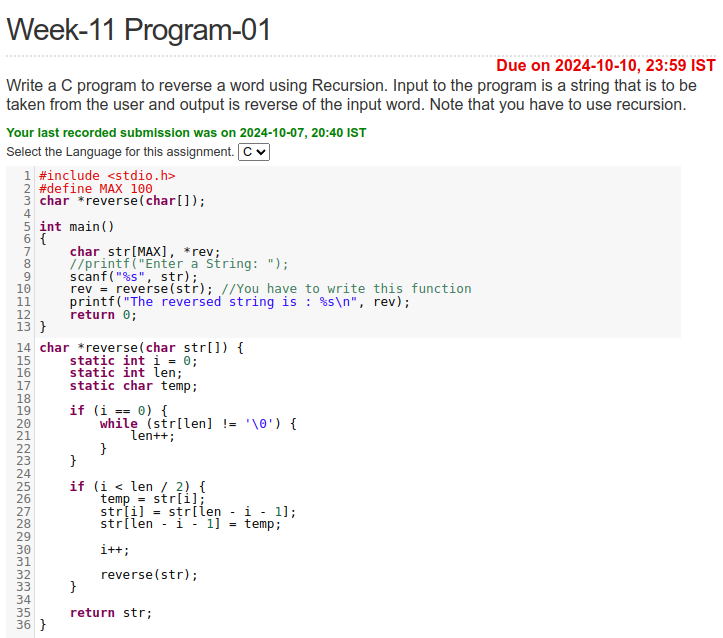 Week-11 Program-01
Due on 2024-10-10, 23:59 IST
Write a C program to reverse a word using Recursion. Input to the program is a string that is to be
taken from the user and output is reverse of the input word. Note that you have to use recursion.
Your last recorded submission was on 2024-10-07, 20:40 IST
Select the Language for this assignment. C
1 #include <stdio.h>
2 #define MAX 100
3 char *reverse(char[]);
4
5 int main()
6 {
7     char str[MAX], *rev;
8     //printf("Enter a String: ");
9     scanf("%s", str);
10     rev = reverse(str); //You have to write this function
11     printf("The reversed string is : %s\n", rev);
12     return 0;
13 }
14 char *reverse(char str[]) {
15     static int i = 0;
16     static int len;
17     static char temp;
18
19     if (i == 0) {
20         while (str[len] != '\0') {
21             len++;
22         }
23     }
24
25     if (i < len / 2) {
26         temp = str[i];
27         str[i] = str[len - i - 1];
28         str[len - i - 1] = temp;
29
30         i++;
31
32         reverse(str);
33     }
34
35     return str;
36 }